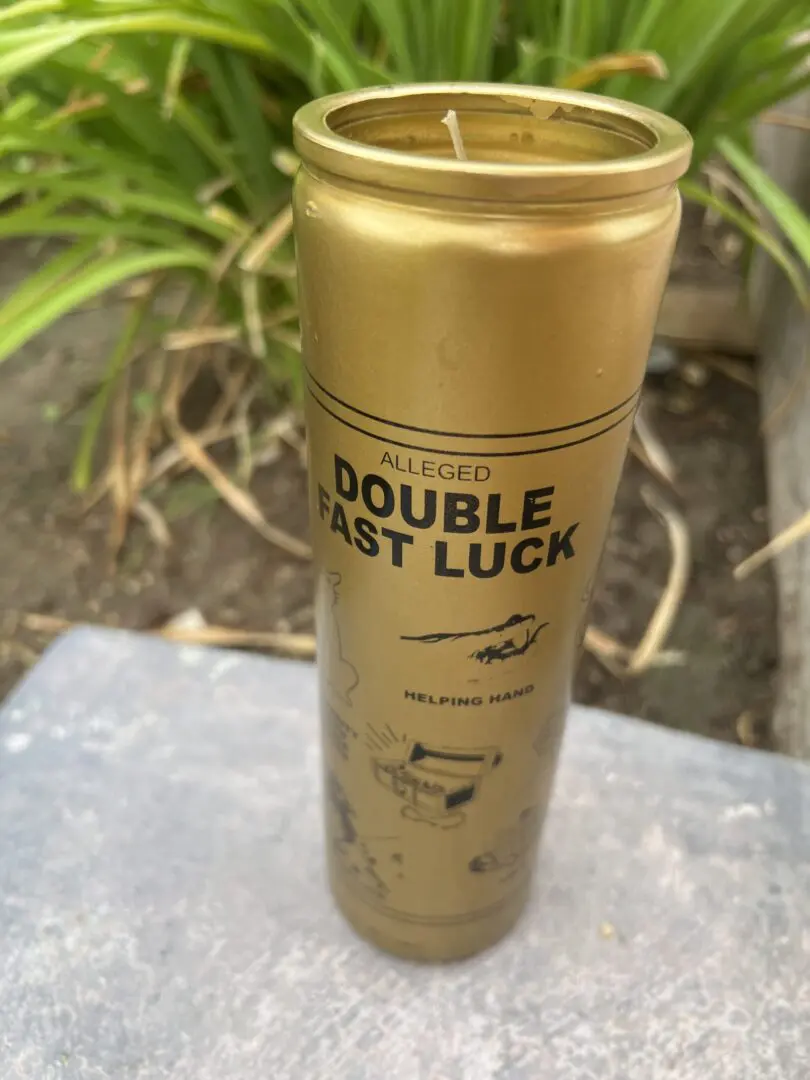 ALLEGED
DOUBLE
FAST LUCK
HELPING HAND